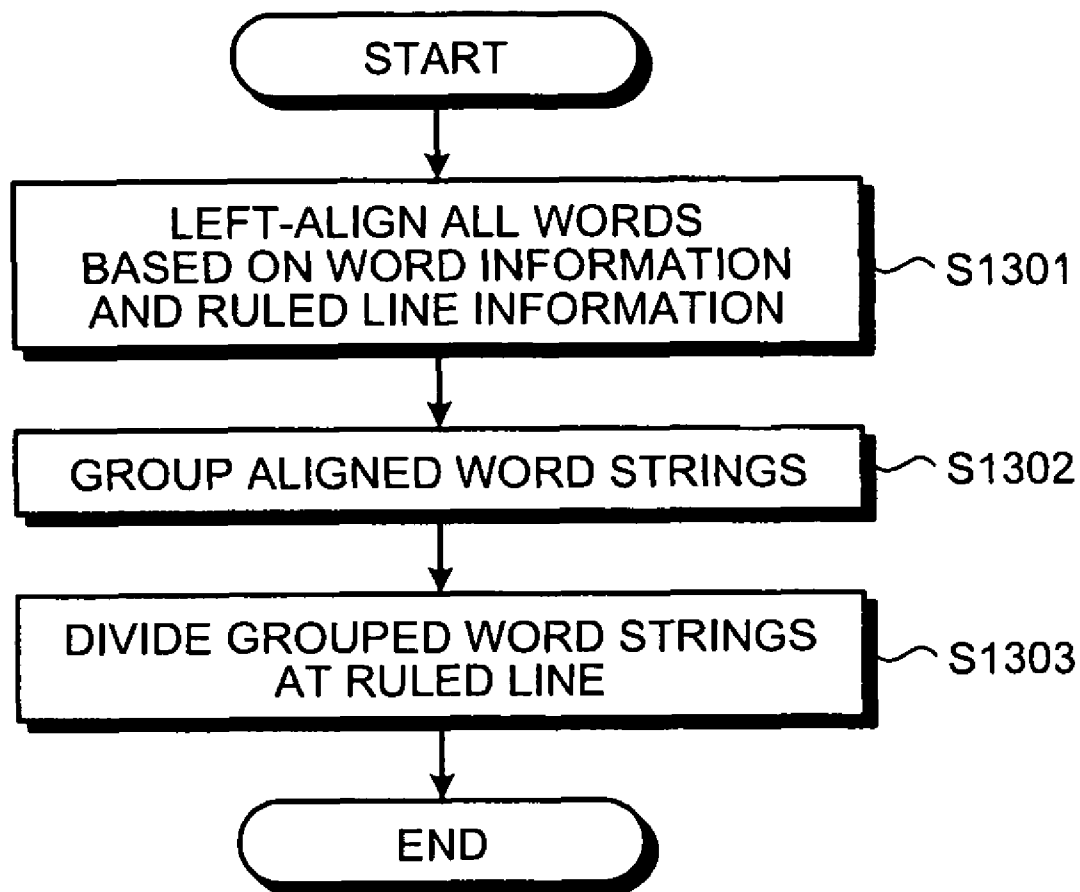 START
LEFT-ALIGN ALL WORDS
BASED ON WORD INFORMATION
AND RULED LINE INFORMATION
S1301
GROUP ALIGNED WORD STRINGS
S1302
DIVIDE GROUPED WORD STRINGS
AT RULED LINE
S1303
END